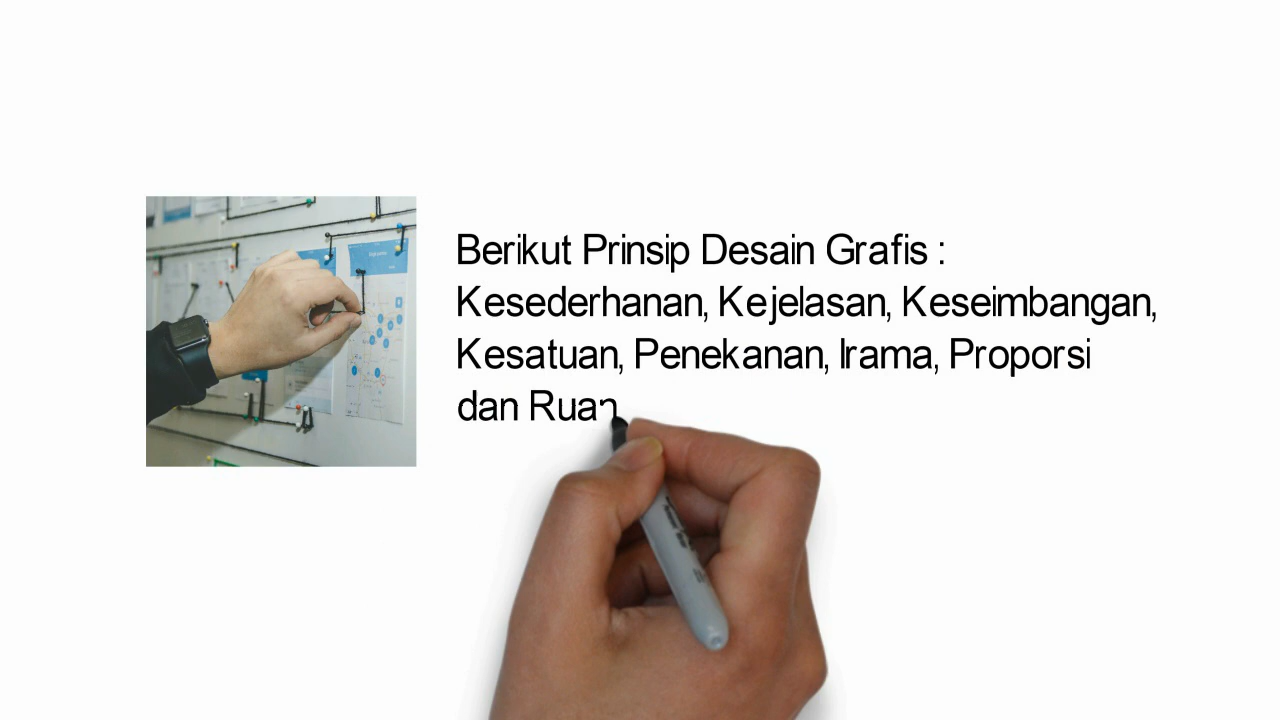 Berikut Prinsip Desain Grafis :
Kesederhanan, Kejelasan, Keseimbangan,
Kesatuan, Penekanan, Irama, Proporsi
dan Ruan